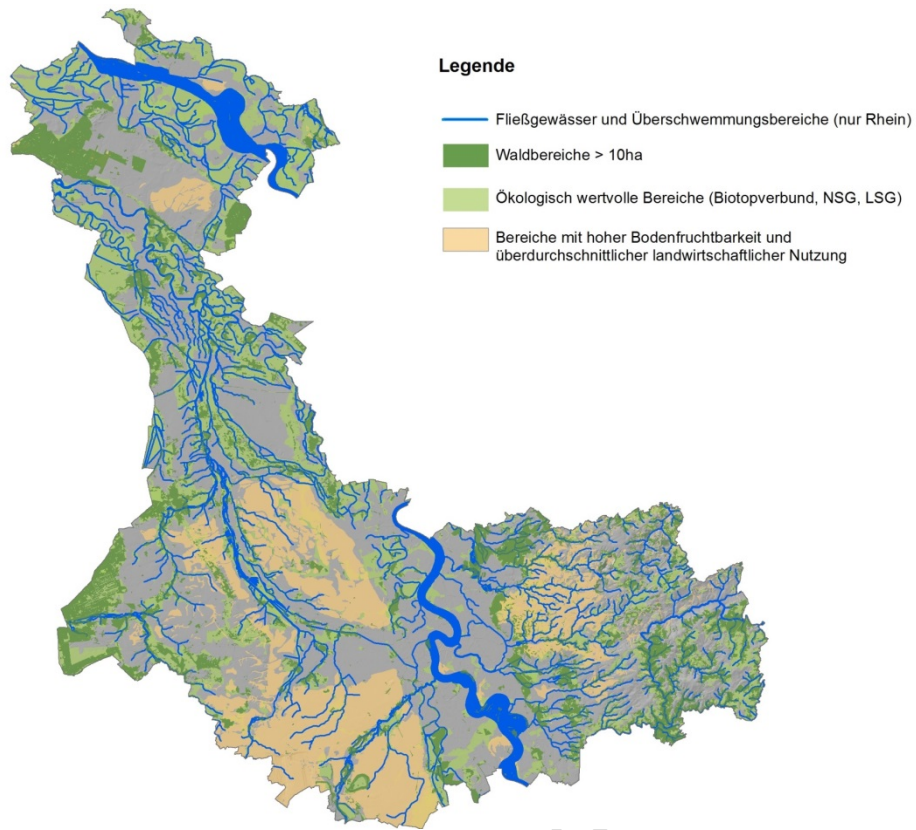 Legende
Fließgewässer und Überschwemmungsbereiche (nur Rhein)
Waldbereiche > 10ha
Ökologisch wertvolle Bereiche (Biotopverbund, NSG, LSG)
Bereiche mit hoher Bodenfruchtbarkeit und
überdurchschnittlicher landwirtschaftlicher Nutzung